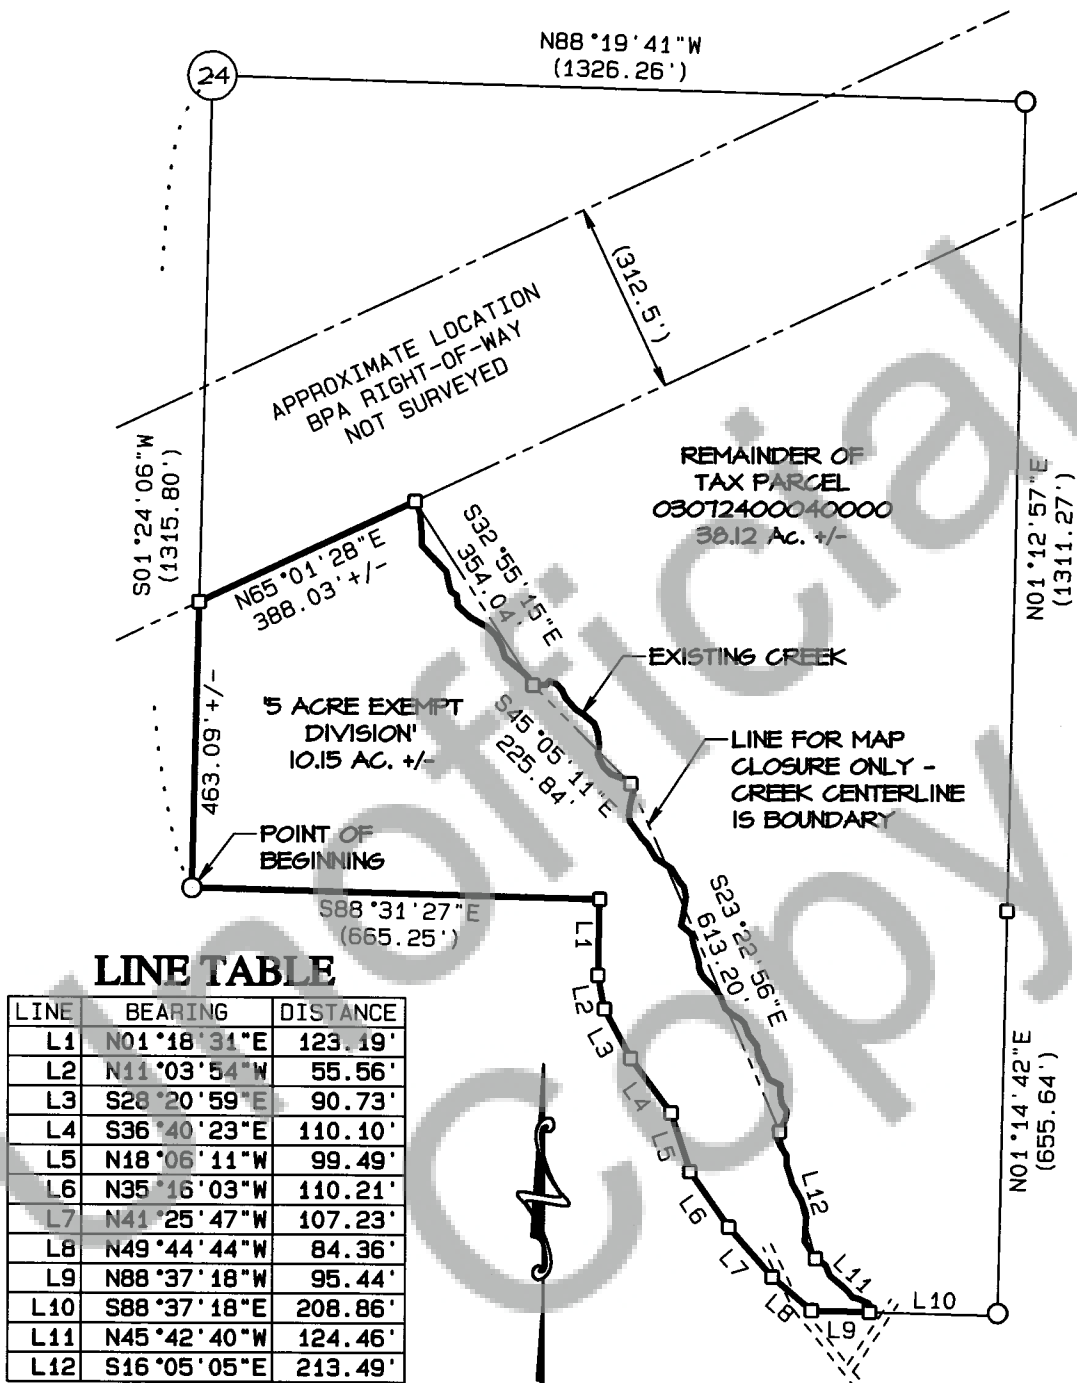 N88°19'41"W
(1326.26')
24
(312.5')
APPROXIMATE LOCATION
BPA RIGHT-OF-WAY
NOT SURVEYED
S01°24'06"W
(1315.80')
REMAINDER OF
TAX PARCEL
03072400040000
38.12 Ac. +/-
N01°12'57"E
(1311.27')
N65°01'28"E
388.03'+/-
S32°55'15"E
354.04'
EXISTING CREEK
'5 ACRE EXEMPT
DIVISION'
10.15 AC. +/-
463.09'+/-
S45°05'11"E
225.84'
LINE FOR MAP
CLOSURE ONLY -
CREEK CENTERLINE
IS BOUNDARY
POINT OF
BEGINNING
S88°31'27"E
(665.25')
S23°22'56"E
613.20'
L1
L2
L3
L4
L5
L6
L7
L8
L9
L10
L11
L12
N01°14'42"E
(655.64')
LINE TABLE
LINE BEARING DISTANCE
L1 N01°18'31"E 123.19'
L2 N11°03'54"W 55.56'
L3 S28°20'59"E 90.73'
L4 S36°40'23"E 110.10'
L5 N18°06'11"W 99.49'
L6 N35°16'03"W 110.21'
L7 N41°25'47"W 107.23'
L8 N49°44'44"W 84.36'
L9 N88°37'18"W 95.44'
L10 S88°37'18"E 208.86'
L11 N45°42'40"W 124.46'
L12 S16°05'05"E 213.49'
Unofficial
Copy